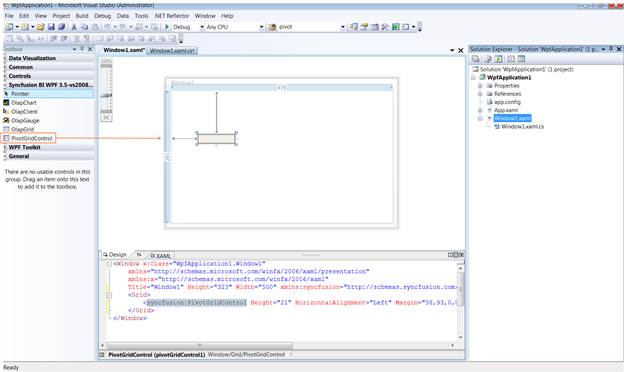 WpfApplication1 - Microsoft Visual Studio (Administrator)
File Edit View Project Build Debug Data Tools .NET Reflector Window Help
Debug Any CPU pivot
Toolbox
Data Visualization
Common
Controls
Syncfusion BI WPF 3.5-vs2008...
Pointer
OlapChart
OlapClient
OlapGauge
OlapGrid
PivotGridControl
WPF Toolkit
General
There are no usable controls in this
group. Drag an item onto this text
to add it to the toolbox.
Window1.xaml* Window1.xaml.cs*
100%
Window1
478
Design XAML
<Window x:Class="WpfApplication1.Window1"
xmlns="http://schemas.microsoft.com/winfx/2006/xaml/presentation"
xmlns:x="http://schemas.microsoft.com/winfx/2006/xaml"
Title="Window1" Height="323" Width="500" xmlns:syncfusion="http://schemas.syncfusion.com
<Grid>
<syncfusion:PivotGridControl Height="21" HorizontalAlignment="Left" Margin="58,93,0,0
</Grid>
</Window>
PivotGridControl (pivotGridControl1) Window/Grid/PivotGridControl
Solution Explorer - Solution 'WpfApplication1' (1 p...
Solution 'WpfApplication1' (1 project)
WpfApplication1
Properties
References
app.config
App.xaml
Window1.xaml
Window1.xaml.cs
Ready